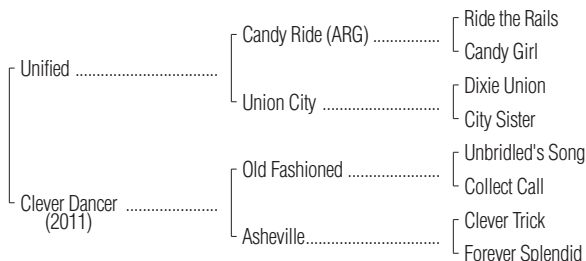 Ride the Rails
Candy Ride (ARG) ................
Candy Girl
Unified ..................................
Dixie Union
Union City ............................
City Sister
Unbridled's Song
Old Fashioned ......................
Collect Call
Clever Dancer ......................
(2011)
Clever Trick
Asheville................................
Forever Splendid